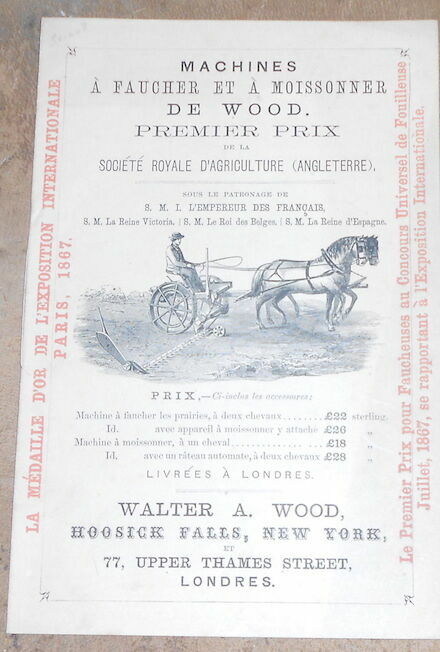 MACHINES
À FAUCHER ET À MOISSONNER
DE WOOD.
PREMIER PRIX
DE LA
SOCIÉTÉ ROYALE D'AGRICULTURE (ANGLETERRE),
SOUS LE PATRONAGE DE
S. M. I. L'EMPEREUR DES FRANÇAIS,
S. M. La Reine Victoria, | S. M. Le Roi des Belges, | S. M. La Reine d'Espagne.
PRIX,—Ci-inclus les accessoires;
Machine à faucher les prairies, à deux chevaux........£22 sterling.
Id. avec appareil à moissonner y attaché £26 „
Machine à moissonner, à un cheval..................£18 „
Id. avec un râteau automate, à deux chevaux £28 „
LIVRÉES À LONDRES.
WALTER A. WOOD,
HOOSICK FALLS, NEW YORK,
ET
77, UPPER THAMES STREET,
LONDRES.
LA MÉDAILLE D'OR DE L'EXPOSITION INTERNATIONALE
PARIS, 1867.
Le Premier Prix pour Faucheuses au Concours Universel de Fouilleuse
Juillet, 1867, se rapportant à l'Exposition Internationale.